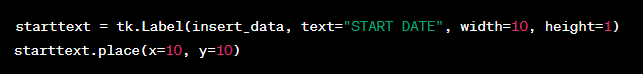 starttext = tk.Label(insert_data, text="START DATE", width=10, height=1)
starttext.place(x=10, y=10)